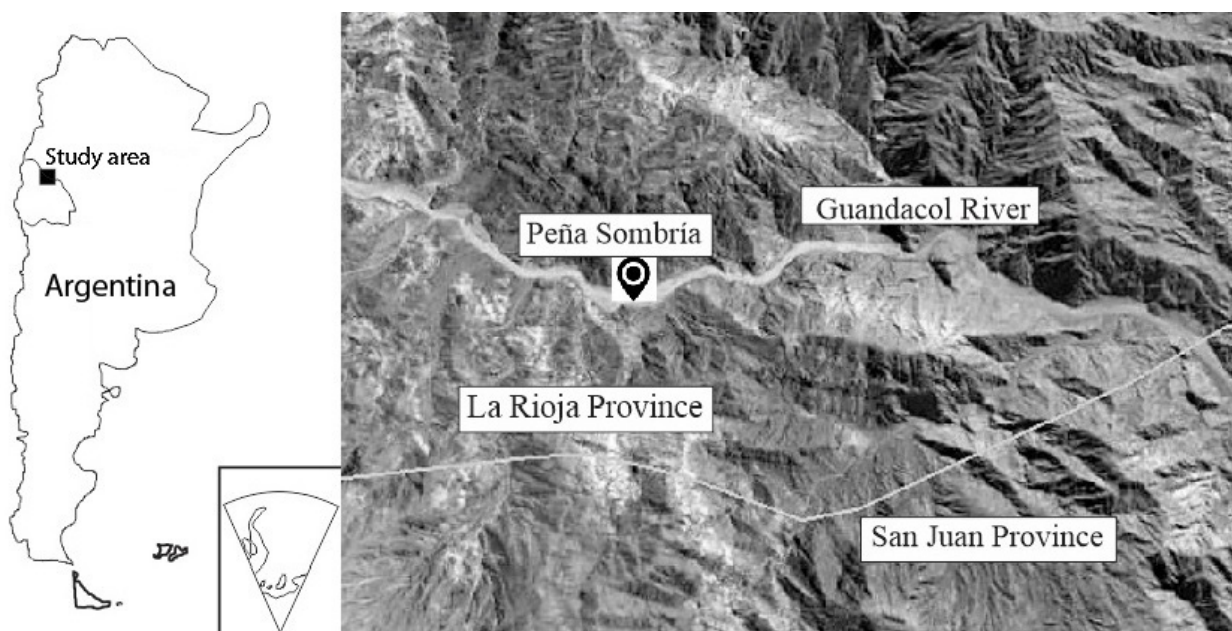 Study area
Argentina
Peña Sombría
Guandacol River
La Rioja Province
San Juan Province